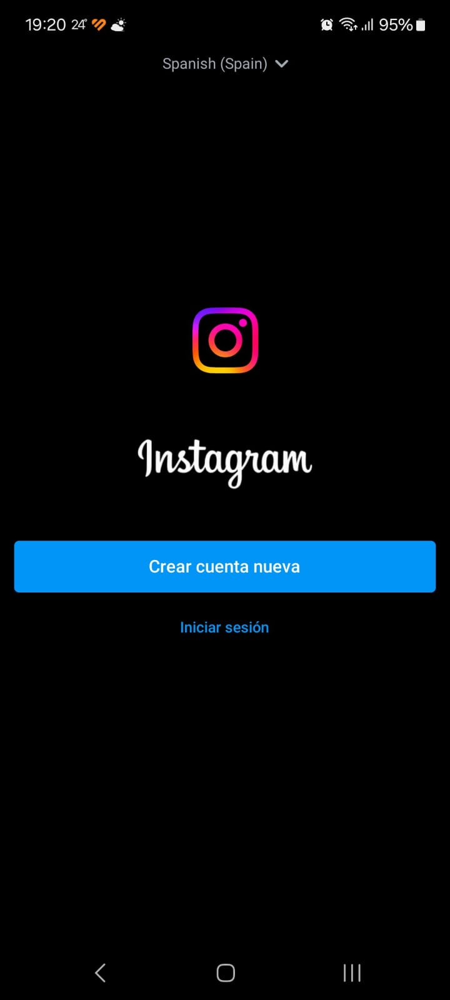 19:20 24° 95%
Spanish (Spain)
Instagram
Crear cuenta nueva
Iniciar sesión